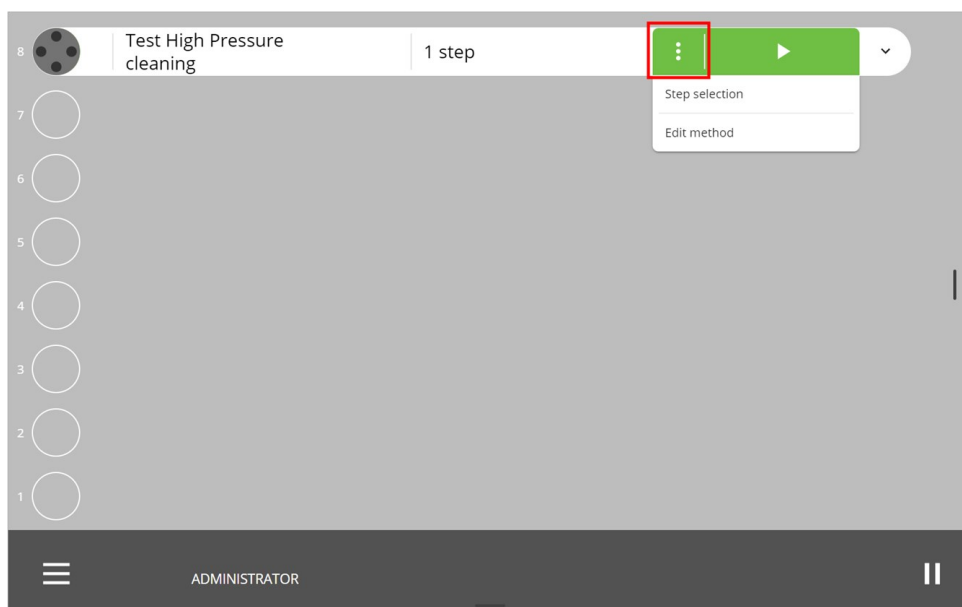 8
Test High Pressure
cleaning
1 step
Step selection
Edit method
7
6
5
4
3
2
1
ADMINISTRATOR